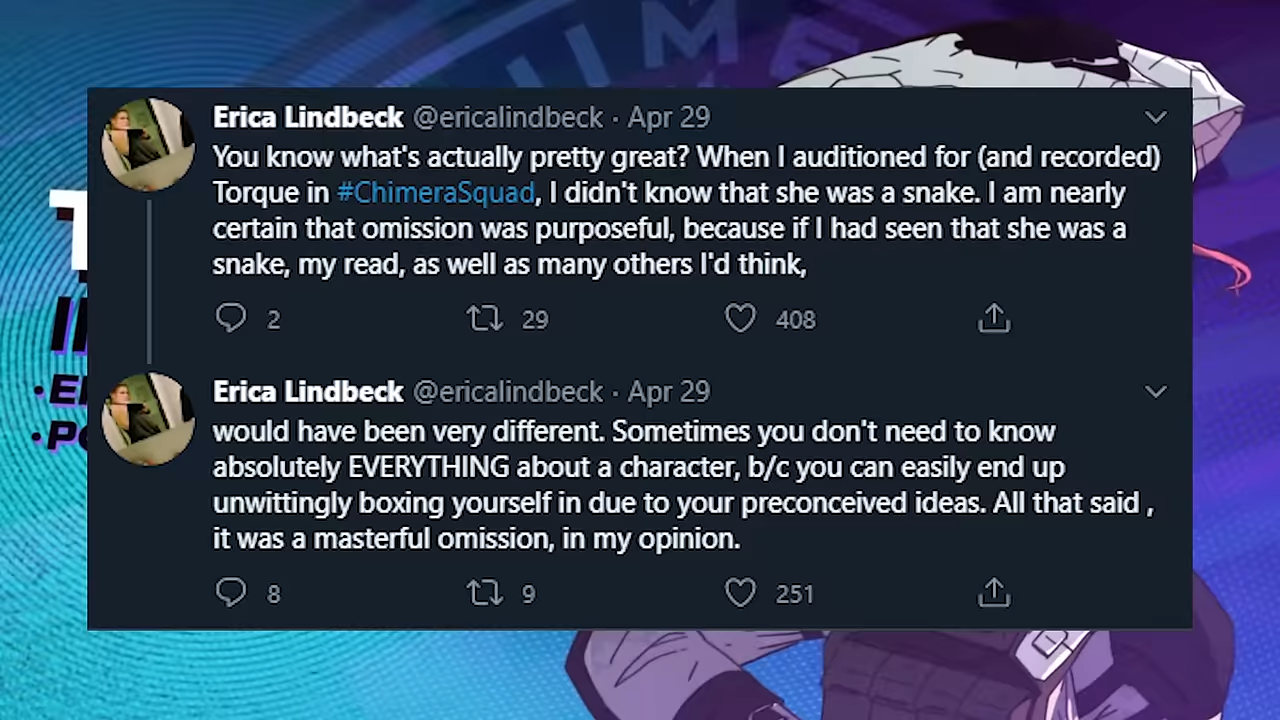 Erica Lindbeck @ericalindbeck · Apr 29
You know what's actually pretty great? When I auditioned for (and recorded)
Torque in #ChimeraSquad, I didn't know that she was a snake. I am nearly
certain that omission was purposeful, because if I had seen that she was a
snake, my read, as well as many others I'd think,
2 29 408
Erica Lindbeck @ericalindbeck · Apr 29
would have been very different. Sometimes you don't need to know
absolutely EVERYTHING about a character, b/c you can easily end up
unwittingly boxing yourself in due to your preconceived ideas. All that said ,
it was a masterful omission, in my opinion.
8 9 251